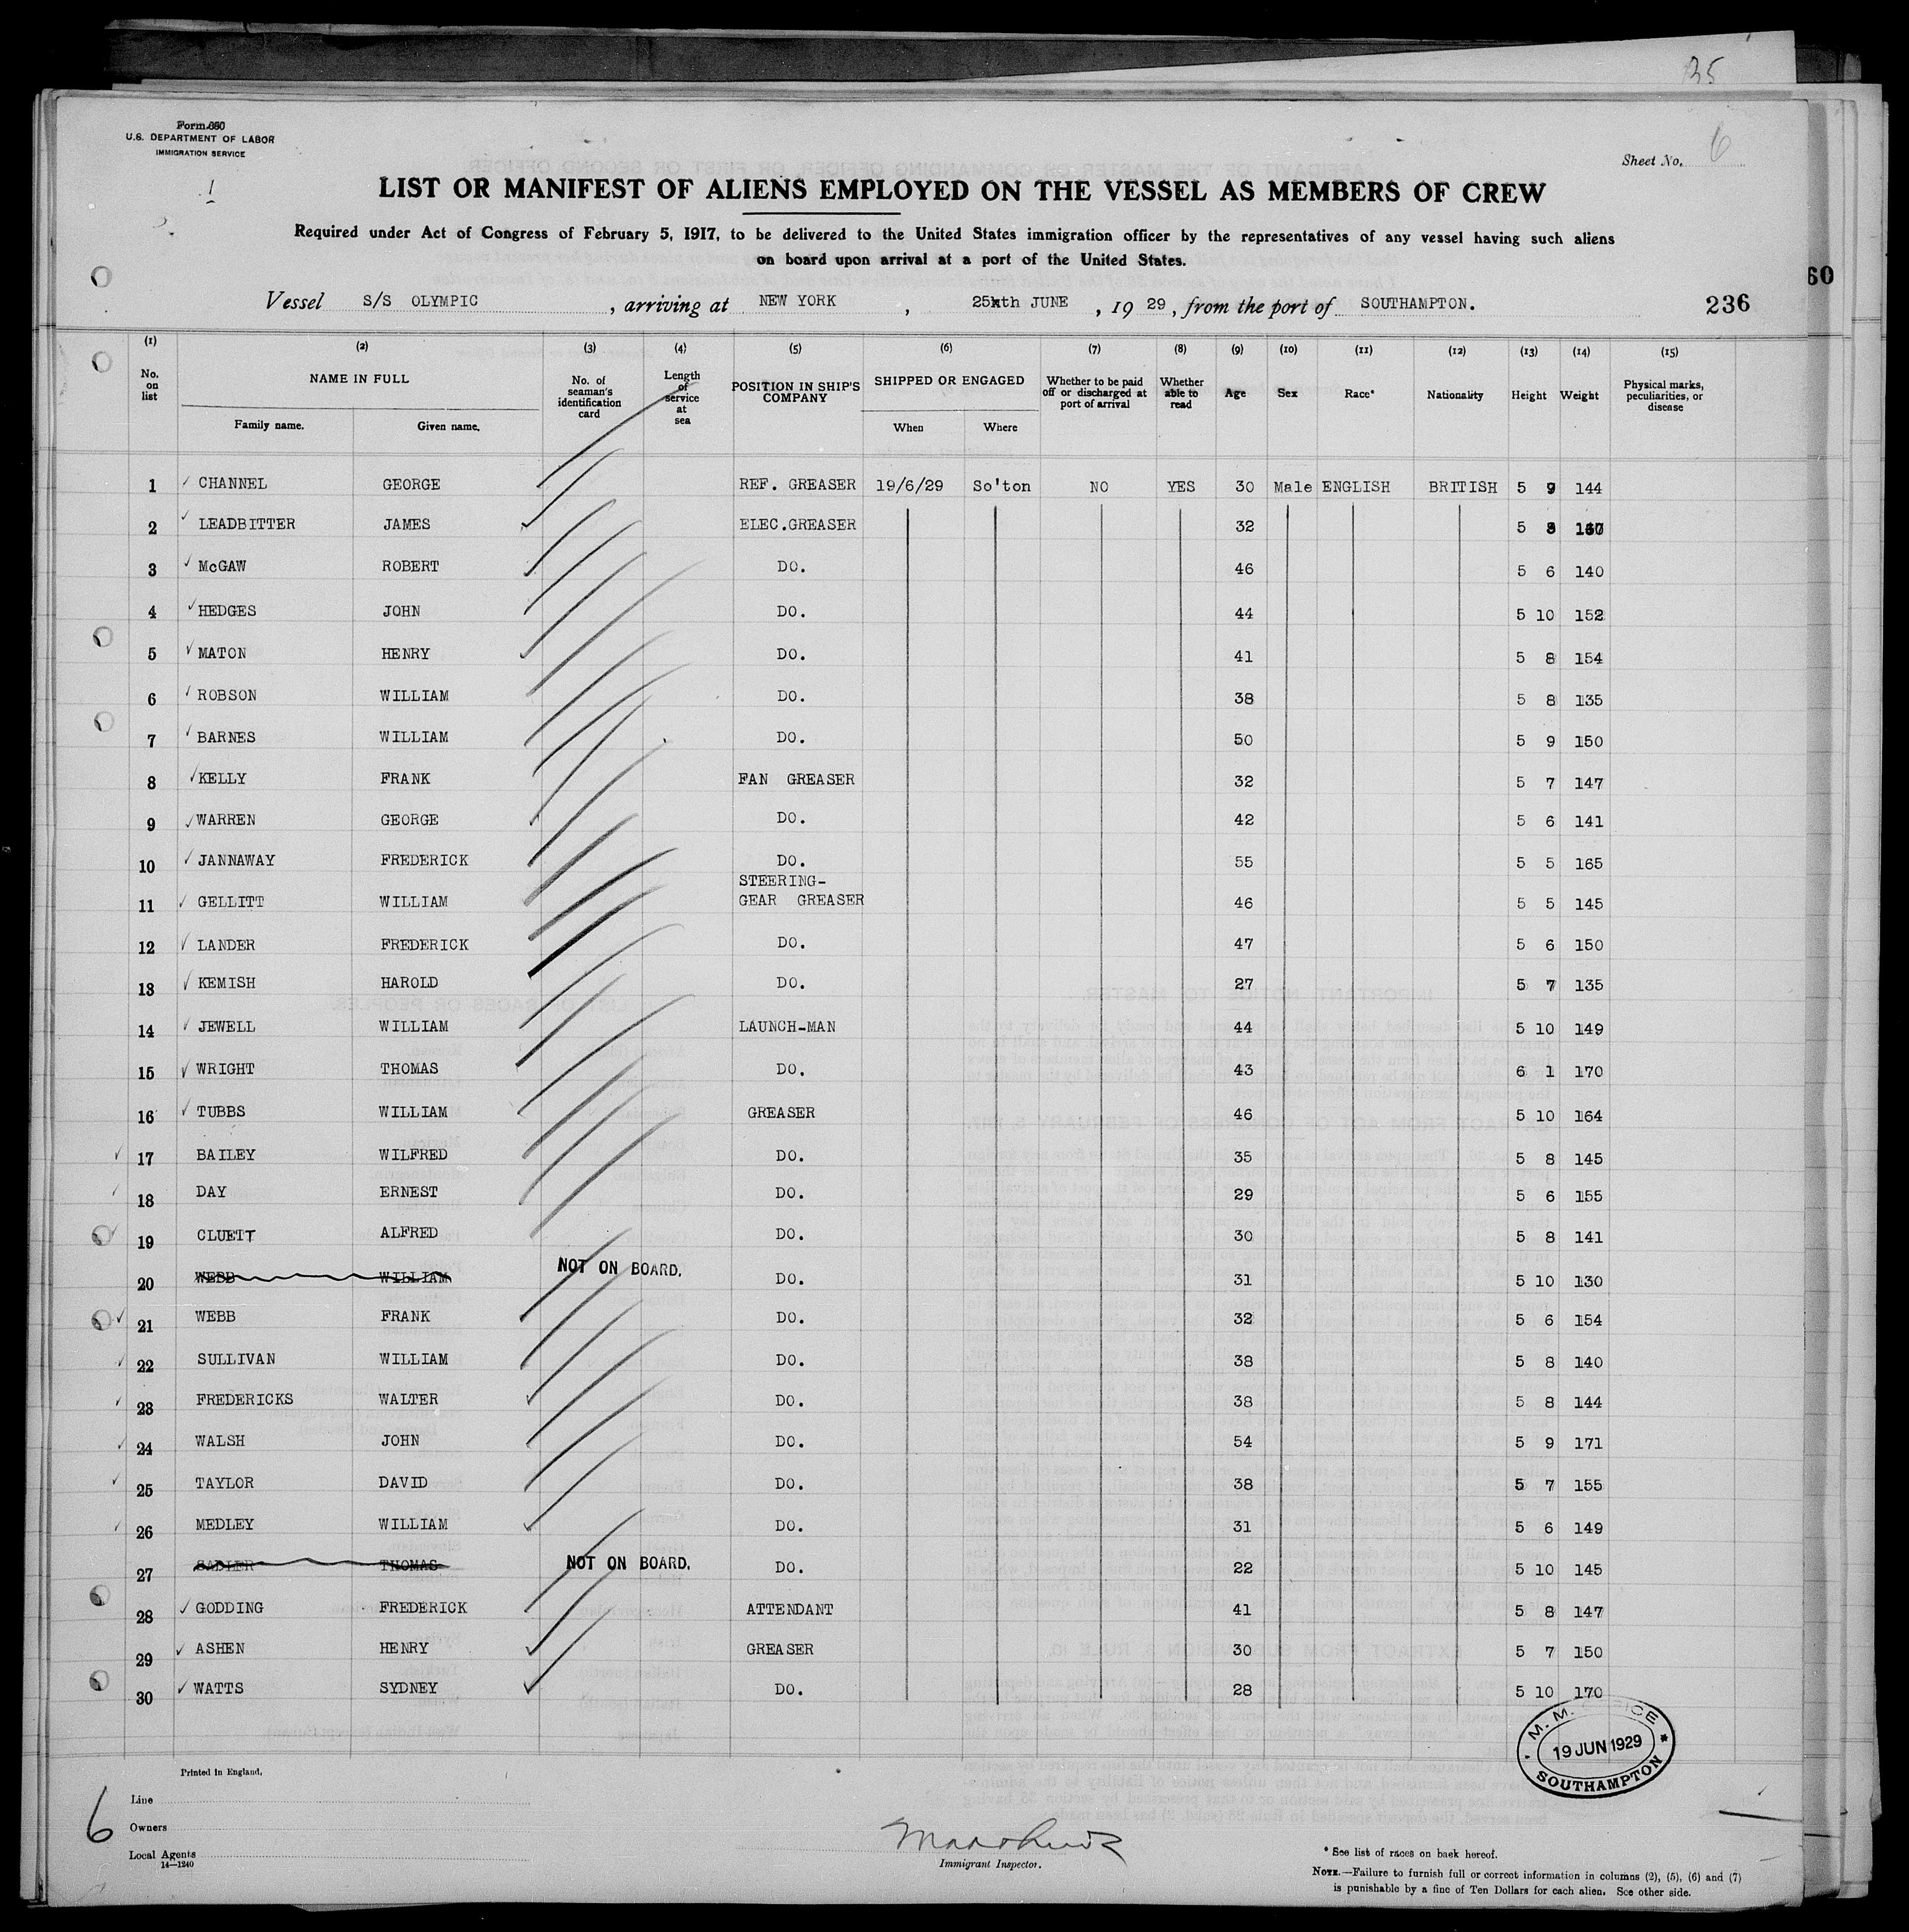 35
Form 680
U.S. DEPARTMENT OF LABOR
IMMIGRATION SERVICE
1
Sheet No. 6
LIST OR MANIFEST OF ALIENS EMPLOYED ON THE VESSEL AS MEMBERS OF CREW
Required under Act of Congress of February 5, 1917, to be delivered to the United States immigration officer by the representatives of any vessel having such aliens
on board upon arrival at a port of the United States.
60
Vessel S/S OLYMPIC, arriving at NEW YORK, 25th JUNE, 19 29, from the port of SOUTHAMPTON.
236
(1) (2) (3) (4) (5) (6) (7) (8) (9) (10) (11) (12) (13) (14) (15)
No. on list NAME IN FULL No. of seaman's identification card Length of service at sea POSITION IN SHIP'S COMPANY SHIPPED OR ENGAGED Whether to be paid off or discharged at port of arrival Whether able to read Age Sex Race* Nationality Height Weight Physical marks, peculiarities, or disease
Family name. Given name. When Where
1 CHANNEL GEORGE REF. GREASER 19/6/29 So'ton NO YES 30 Male ENGLISH BRITISH 5 9 144
2 LEADBITTER JAMES ELEC.GREASER 32 5 8
3 McGAW ROBERT DO. 46 5 6 140
4 HEDGES JOHN DO. 44 5 10 152
5 MATON HENRY DO. 41 5 8 154
6 ROBSON WILLIAM DO. 38 5 8 135
7 BARNES WILLIAM DO. 50 5 9 150
8 KELLY FRANK FAN GREASER 32 5 7 147
9 WARREN GEORGE DO. 42 5 6 141
10 JANNAWAY FREDERICK DO. 55 5 5 165
STEERING-
11 GELLITT WILLIAM GEAR GREASER 46 5 5 145
12 LANDER FREDERICK DO. 47 5 6 150
13 KEMISH HAROLD DO. 27 5 7 135
14 JEWELL WILLIAM LAUNCH-MAN 44 5 10 149
15 WRIGHT THOMAS DO. 43 6 1 170
16 TUBBS WILLIAM GREASER 46 5 10 164
17 BAILEY WILFRED DO. 35 5 8 145
18 DAY ERNEST DO. 29 5 6 155
19 CLUETT ALFRED DO. 30 5 8 141
20 WEBB WILLIAM NOT ON BOARD. DO. 31 5 10 130
21 WEBB FRANK DO. 32 5 6 154
22 SULLIVAN WILLIAM DO. 38 5 8 140
23 FREDERICKS WALTER DO. 38 5 8 144
24 WALSH JOHN DO. 54 5 9 171
25 TAYLOR DAVID DO. 38 5 7 155
26 MEDLEY WILLIAM DO. 31 5 6 149
27 SADLER THOMAS NOT ON BOARD. DO. 22 5 10 145
28 GODDING FREDERICK ATTENDANT 41 5 8 147
29 ASHEN HENRY GREASER 30 5 7 150
30 WATTS SYDNEY DO. 28 5 10 170
M. M. OFFICE
19 JUN 1929
SOUTHAMPTON
Printed in England.
6
Line
Owners
Local Agents
14—1240
Immigrant Inspector.
* See list of races on back hereof.
NOTE.—Failure to furnish full or correct information in columns (2), (5), (6) and (7)
is punishable by a fine of Ten Dollars for each alien. See other side.